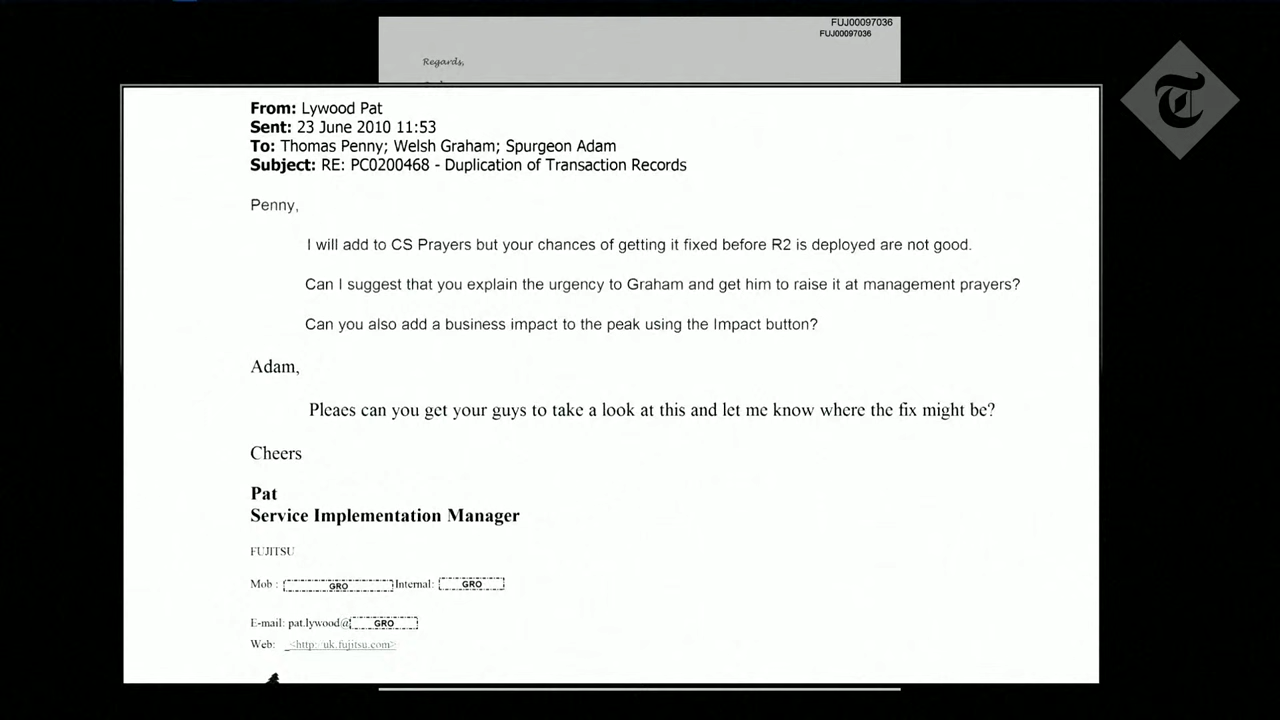 FUJ00097036
FUJ00097036
Regards,
T
From: Lywood Pat
Sent: 23 June 2010 11:53
To: Thomas Penny; Welsh Graham; Spurgeon Adam
Subject: RE: PC0200468 - Duplication of Transaction Records
Penny,
I will add to CS Prayers but your chances of getting it fixed before R2 is deployed are not good.
Can I suggest that you explain the urgency to Graham and get him to raise it at management prayers?
Can you also add a business impact to the peak using the Impact button?
Adam,
Pleaes can you get your guys to take a look at this and let me know where the fix might be?
Cheers
Pat
Service Implementation Manager
FUJITSU
Mob : GRO Internal: GRO
E-mail: pat.lywood@ GRO
Web: <http: uk.fujitsu.com>